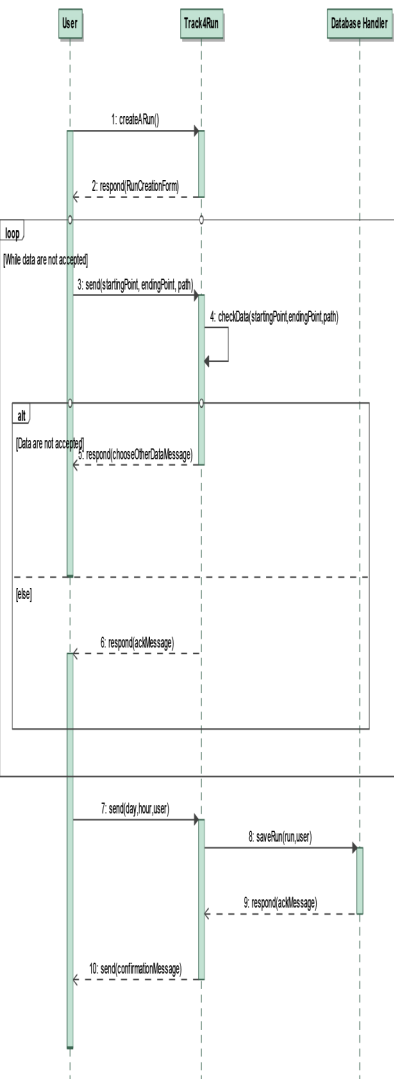 User
Track4Run
Database Handler
1: createARun()
2: respond(RunCreationForm)
loop
[While data are not accepted]
3: send(startingPoint, endingPoint, path)
4: checkData(startingPoint,endingPoint,path)
alt
[Data are not accepted]
5: respond(chooseOtherDataMessage)
[else]
6: respond(ackMessage)
7: send(day,hour,user)
8: saveRun(run,user)
9: respond(ackMessage)
10: send(confirmationMessage)